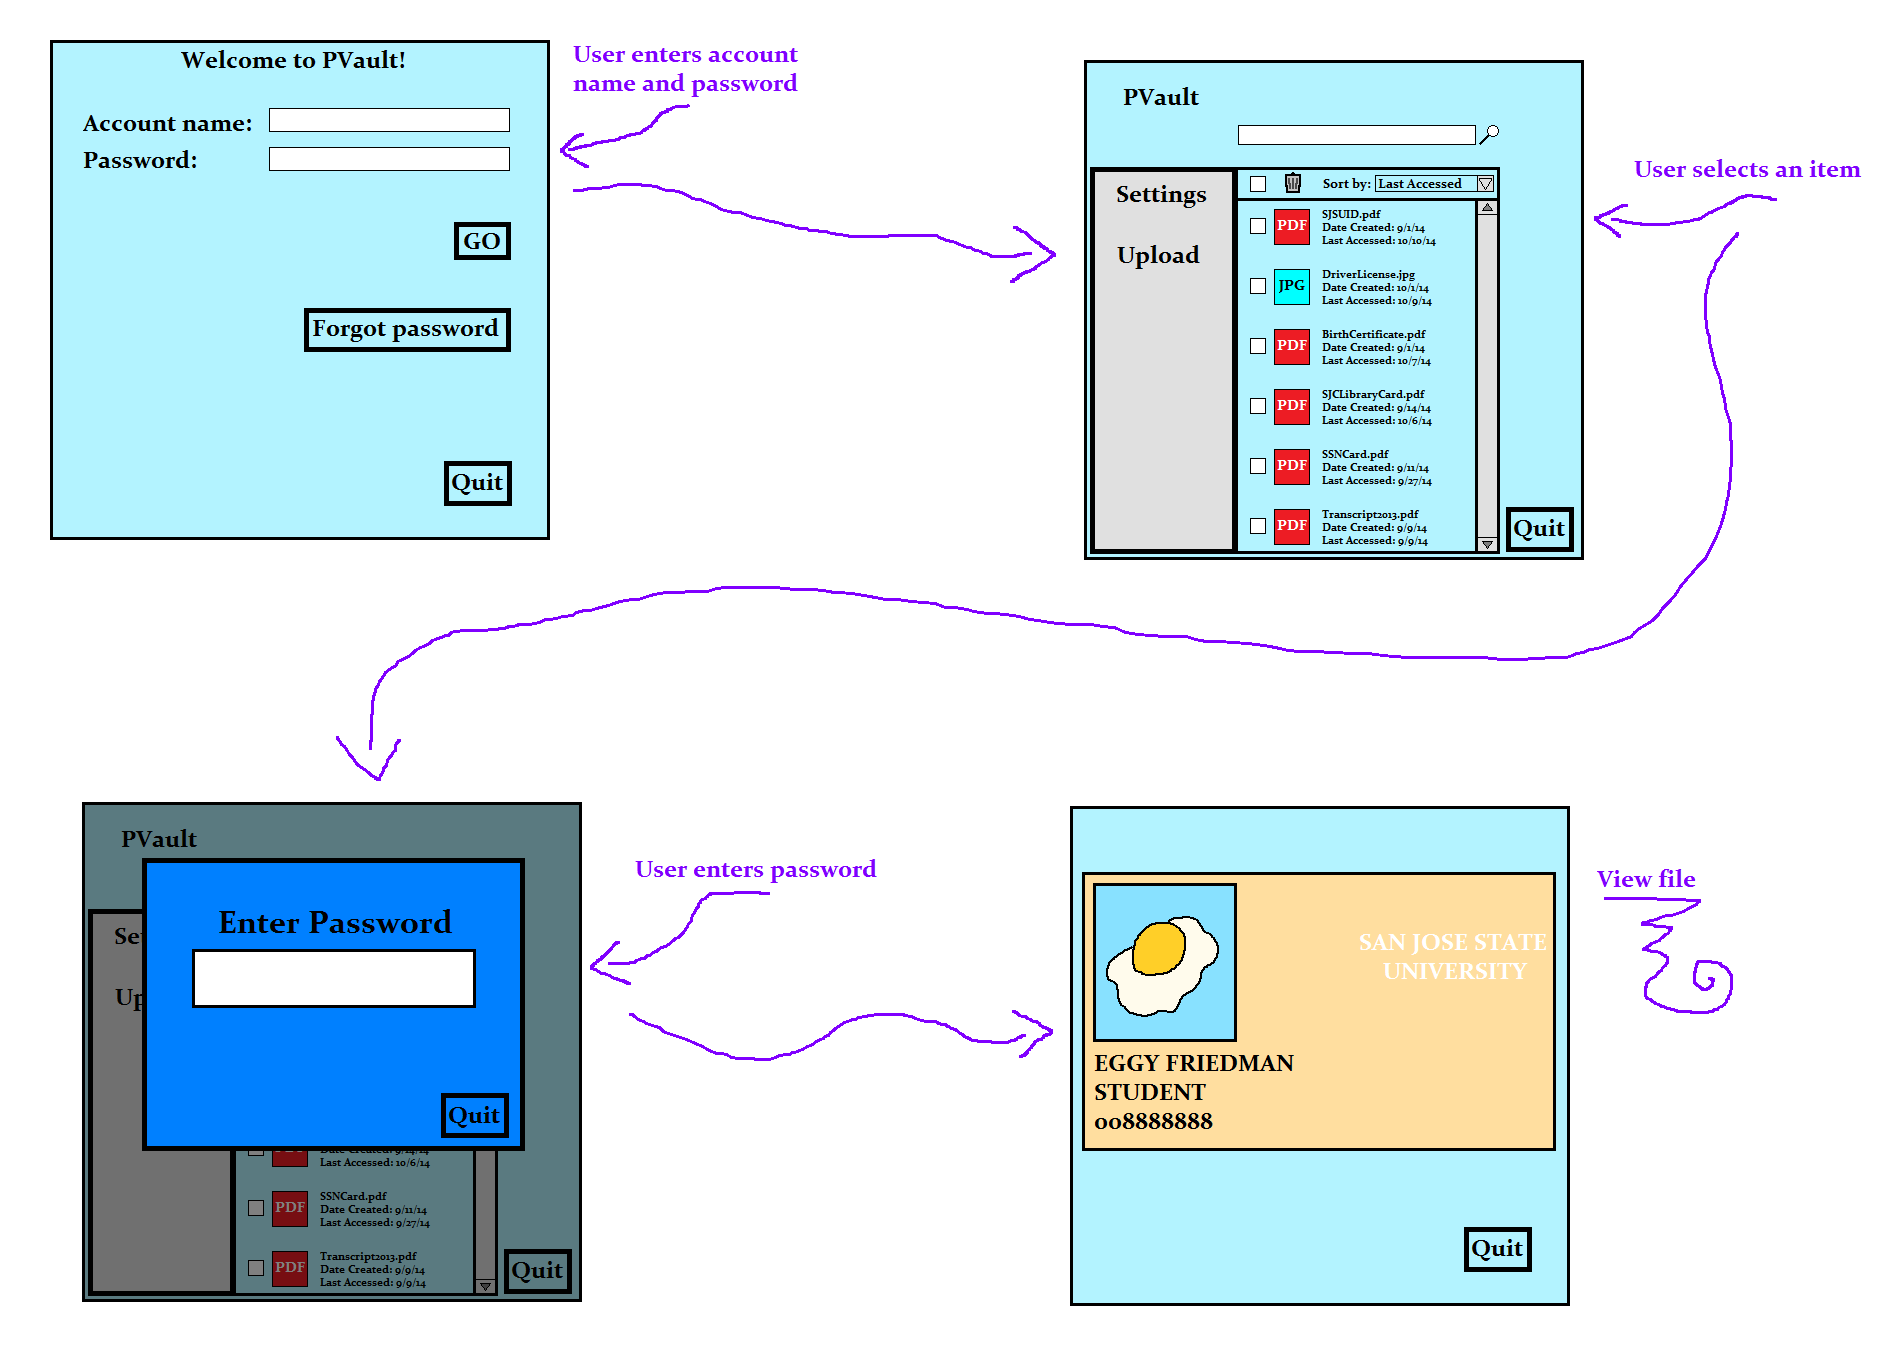 Welcome to PVault!
Account name:
Password:
GO
Forgot password
Quit
User enters account
name and password
PVault
Settings
Upload
Sort by: Last Accessed
PDF
SJSUID.pdf
Date Created: 9/1/14
Last Accessed: 10/10/14
JPG
DriverLicense.jpg
Date Created: 10/1/14
Last Accessed: 10/9/14
PDF
BirthCertificate.pdf
Date Created: 9/1/14
Last Accessed: 10/7/14
PDF
SJCLibraryCard.pdf
Date Created: 9/14/14
Last Accessed: 10/6/14
PDF
SSNCard.pdf
Date Created: 9/11/14
Last Accessed: 9/27/14
PDF
Transcript2013.pdf
Date Created: 9/9/14
Last Accessed: 9/9/14
Quit
User selects an item
PVault
Se
Up
Enter Password
Quit
Date Created: 9/14/14
Last Accessed: 10/6/14
PDF
SSNCard.pdf
Date Created: 9/11/14
Last Accessed: 9/27/14
PDF
Transcript2013.pdf
Date Created: 9/9/14
Last Accessed: 9/9/14
Quit
User enters password
SAN JOSE STATE
UNIVERSITY
EGGY FRIEDMAN
STUDENT
008888888
Quit
View file